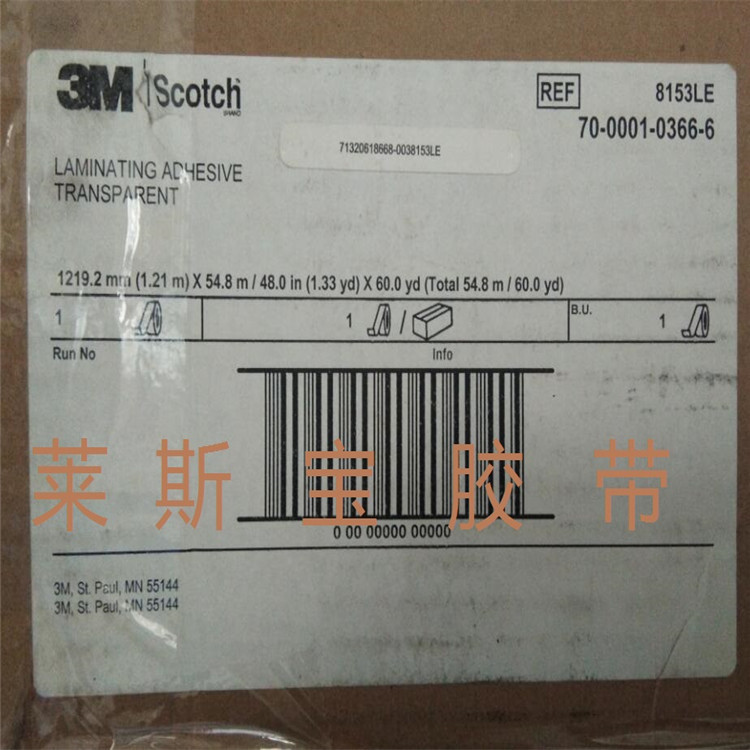 3M Scotch
BRAND
REF 8153LE
70-0001-0366-6
71320618668-0038153LE
LAMINATING ADHESIVE
TRANSPARENT
1219.2 mm (1.21 m) X 54.8 m / 48.0 in (1.33 yd) X 60.0 yd (Total 54.8 m / 60.0 yd)
1 1 / B.U. 1
Run No Info
莱斯宝胶带
0 00 00000 00000
3M, St. Paul, MN 55144
3M, St. Paul, MN 55144